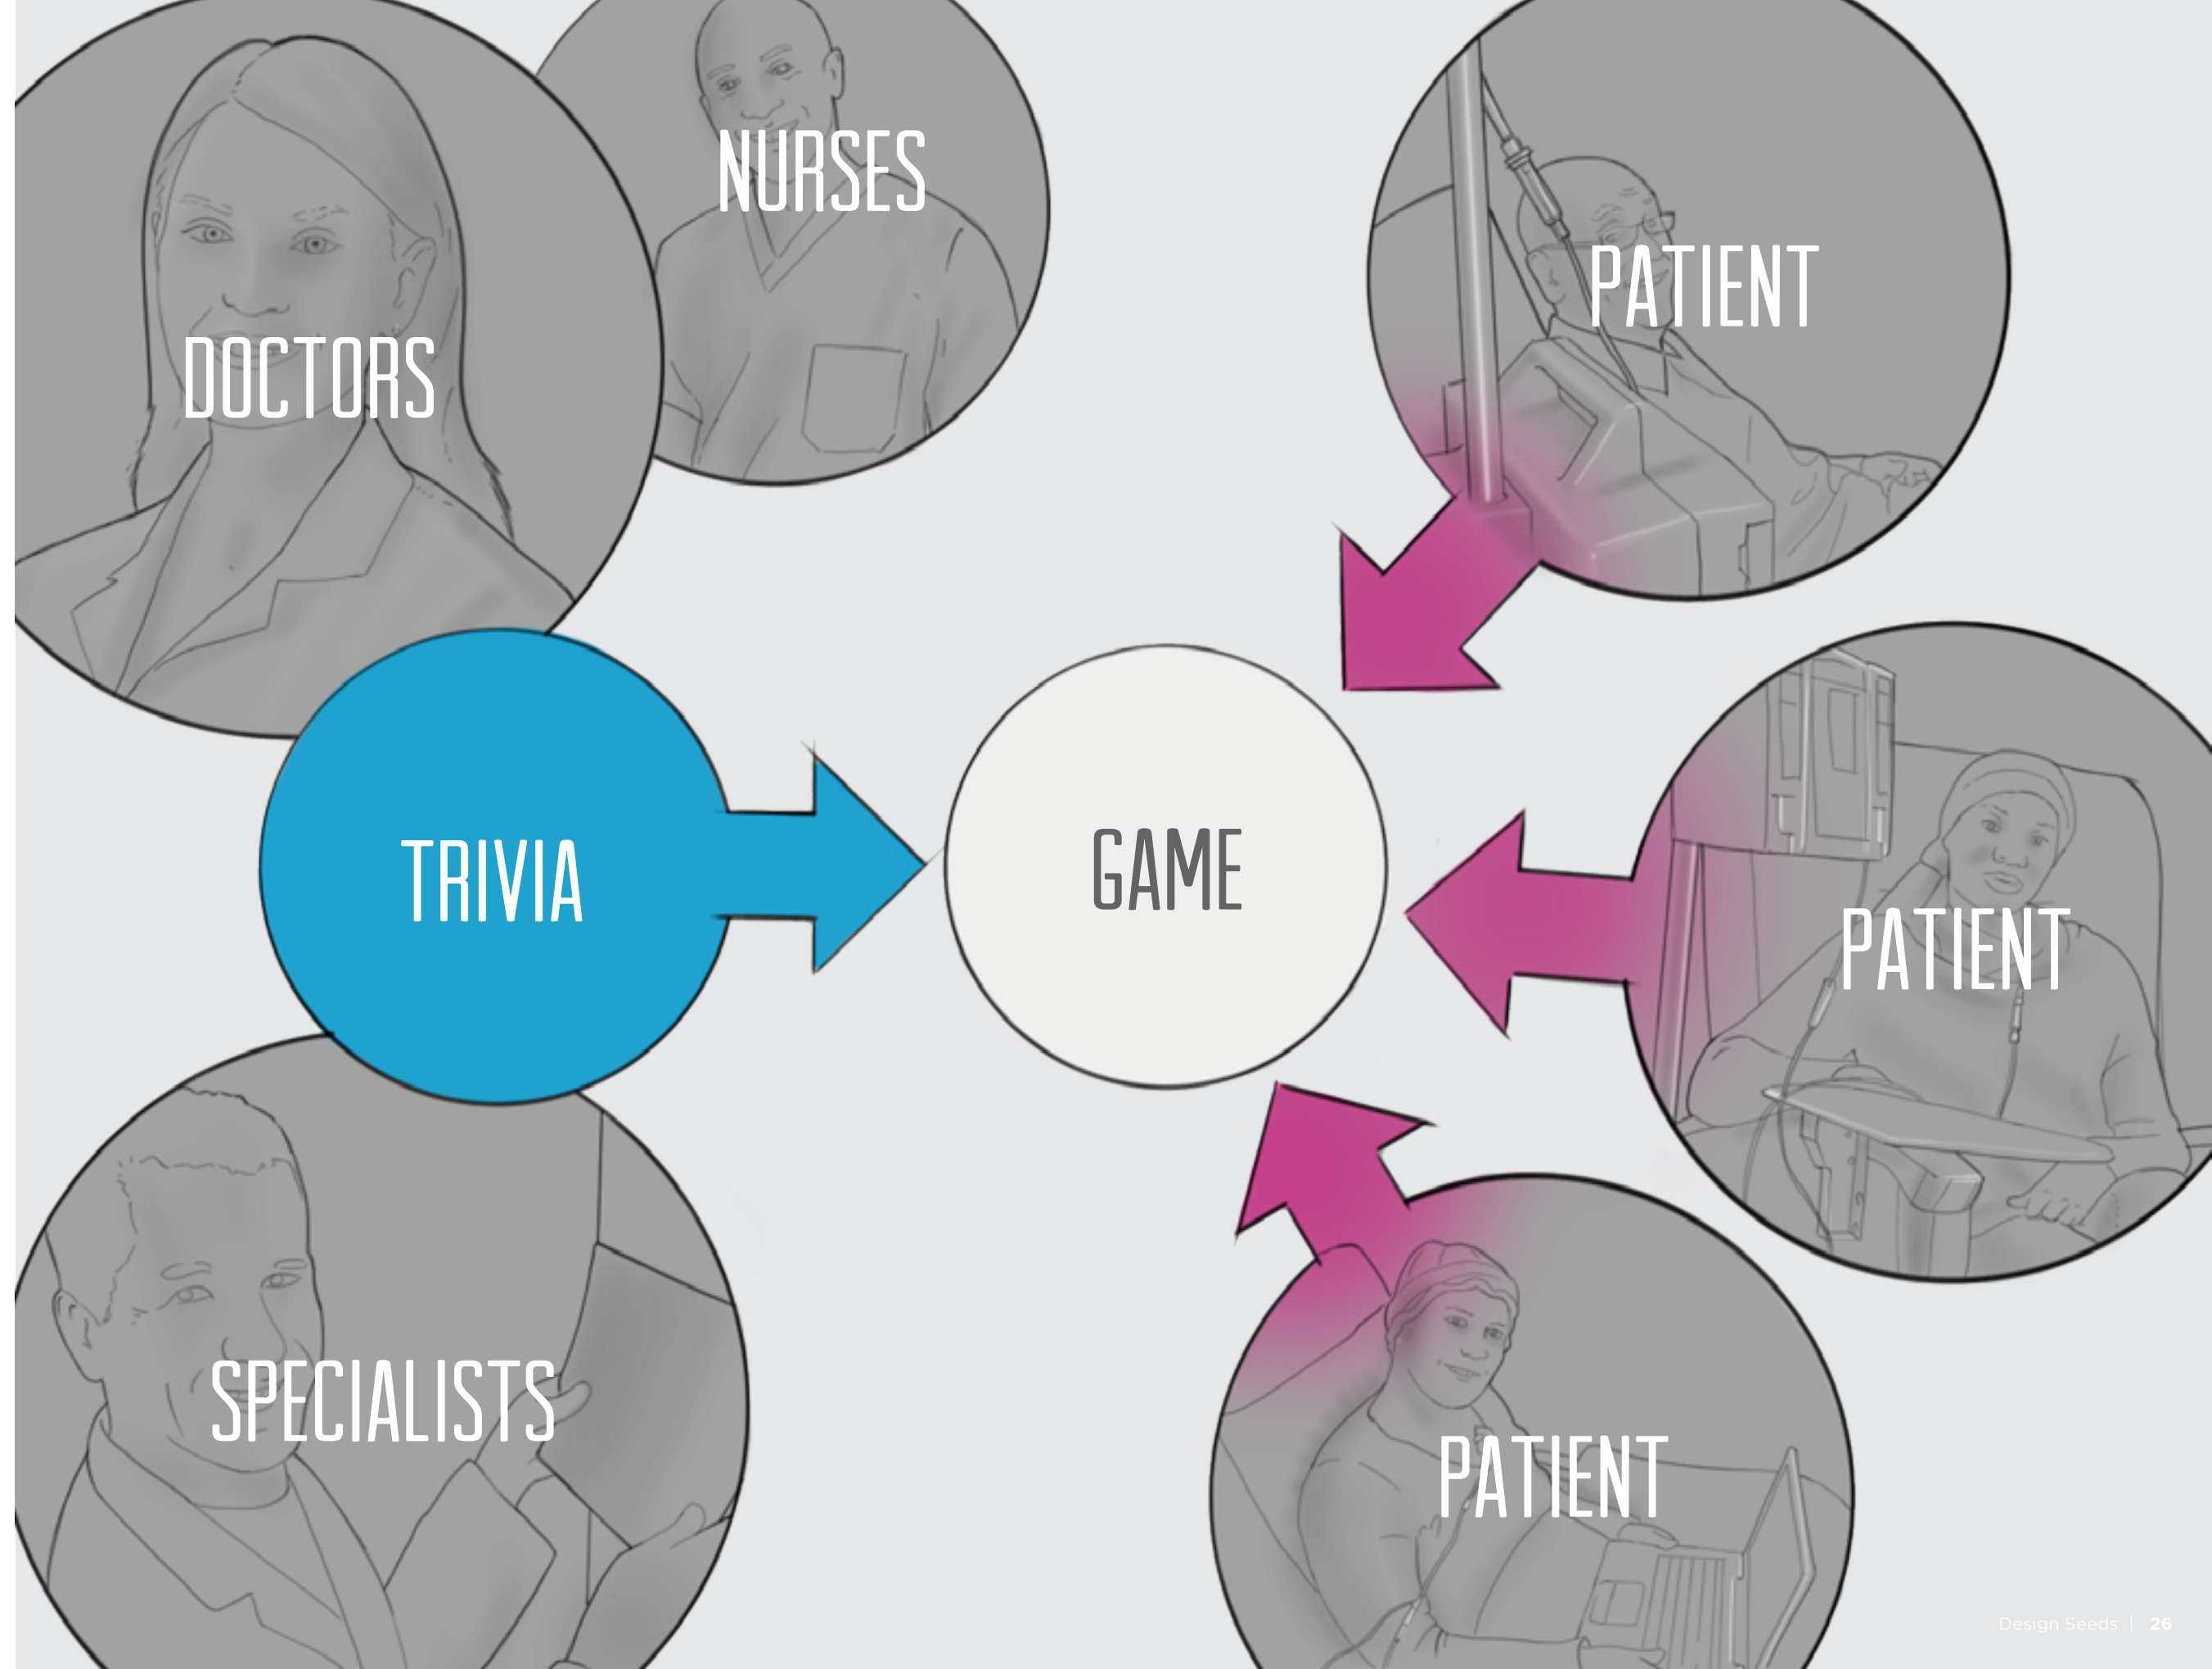 NURSES
DOCTORS
PATIENT
TRIVIA
GAME
PATIENT
SPECIALISTS
PATIENT
Design Seeds | 26